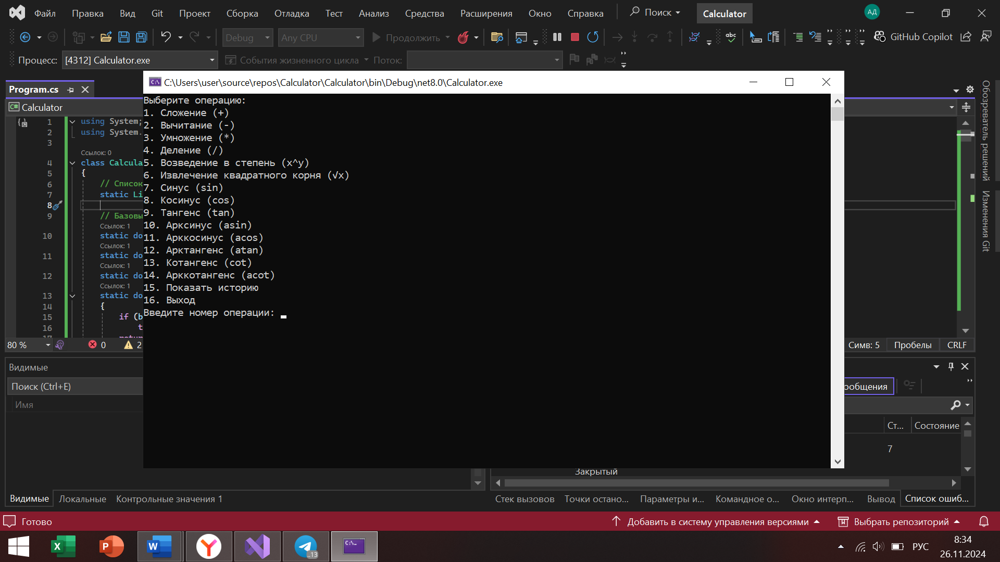 Файл Правка Вид Git Проект Сборка Отладка Тест Анализ Средства Расширения Окно Справка Поиск Calculator АД
Debug Any CPU Продолжить abc GitHub Copilot
Процесс: [4312] Calculator.exe События жизненного цикла Поток:
C:\Users\user\source\repos\Calculator\Calculator\bin\Debug\net8.0\Calculator.exe
Program.cs
C# Calculator
Выберите операцию:
1. Сложение (+)
2. Вычитание (-)
3. Умножение (*)
4. Деление (/)
5. Возведение в степень (x^y)
6. Извлечение квадратного корня (√x)
7. Синус (sin)
8. Косинус (cos)
9. Тангенс (tan)
10. Арксинус (asin)
11. Арккосинус (acos)
12. Арктангенс (atan)
13. Котангенс (cot)
14. Арккотангенс (acot)
15. Показать историю
16. Выход
Введите номер операции:
1 using System;
2 using System.
3
Ссылок: 0
4 class Calcula
5 {
6 // Список
7 static Li
8
9 // Базовы
Ссылок: 1
10 static do
Ссылок: 1
11 static do
Ссылок: 1
12 static do
Ссылок: 1
13 static do
14 {
15 if (b
16 t
80 % 0 2 Симв: 5 Пробелы CRLF
Обозреватель решений
Изменения Git
Видимые
Поиск (Ctrl+E)
Имя
ообщения
Ст... Состояние
7
Закрытый
Видимые Локальные Контрольные значения 1
Стек вызовов Точки остано... Параметры и... Командное о... Окно интерп... Вывод Список ошиб...
Готово Добавить в систему управления версиями Выбрать репозиторий
..13
РУС
8:34
26.11.2024